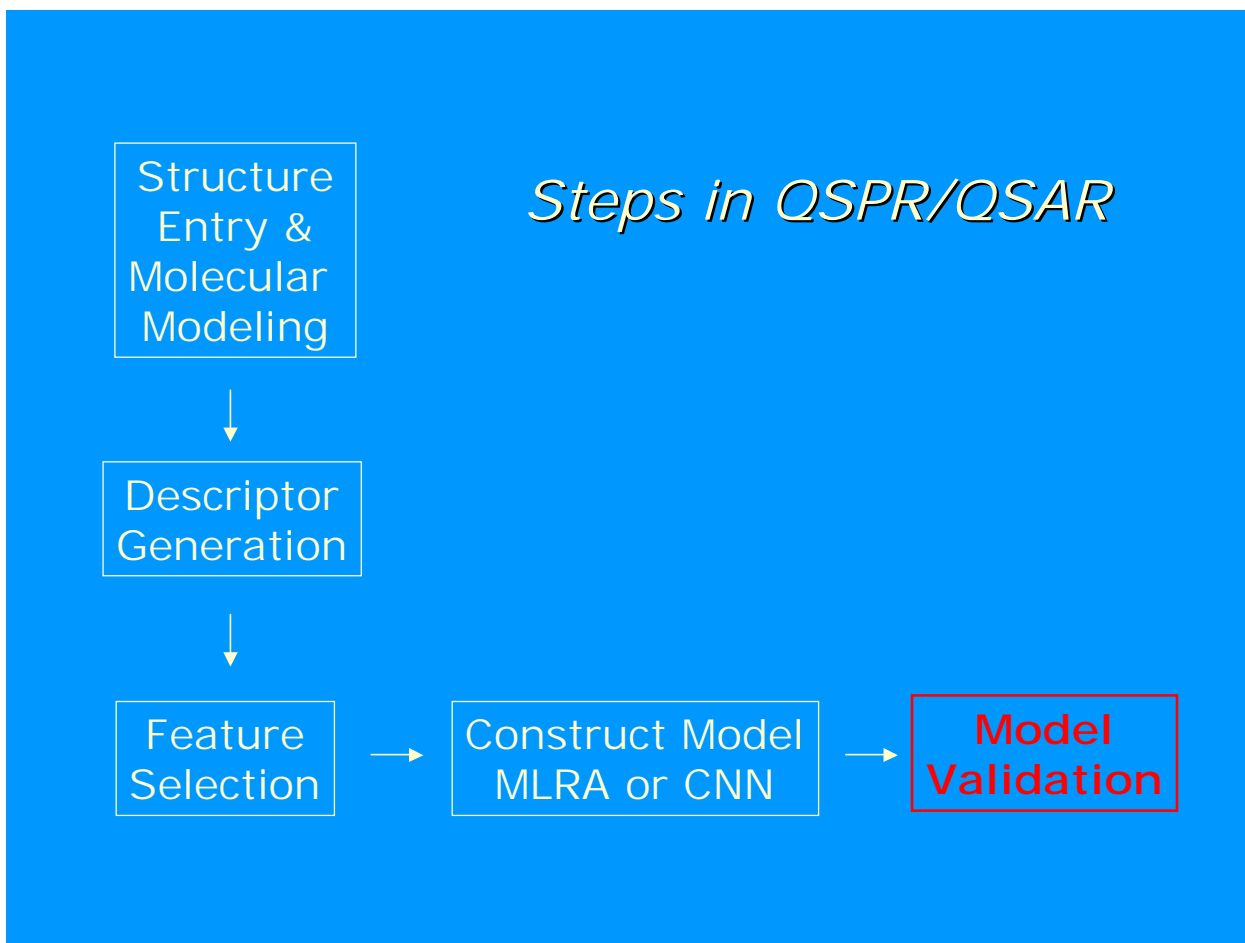 Steps in QSPR/QSAR
Structure
Entry &
Molecular
Modeling
Descriptor
Generation
Feature
Selection
Construct Model
MLRA or CNN
Model
Validation